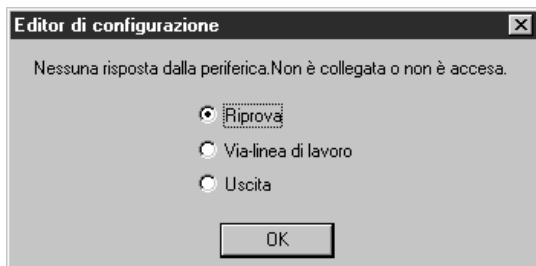 Editor di configurazione
Nessuna risposta dalla periferica.Non è collegata o non è accesa.
Riprova
Via-linea di lavoro
Uscita
OK